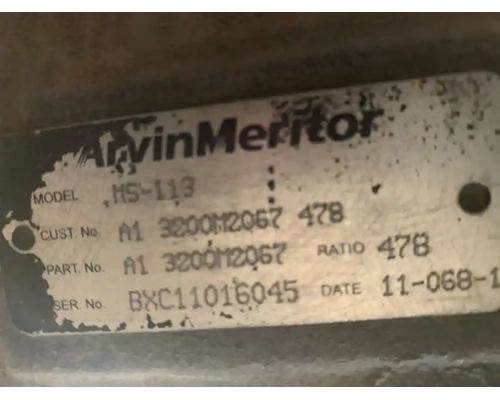 ArvinMeritor
MODEL MS-113
CUST. No. A1 3200M2067 478
PART. No. A1 3200M2067 RATIO 478
SER. No. BXC11016045 DATE 11-068-1